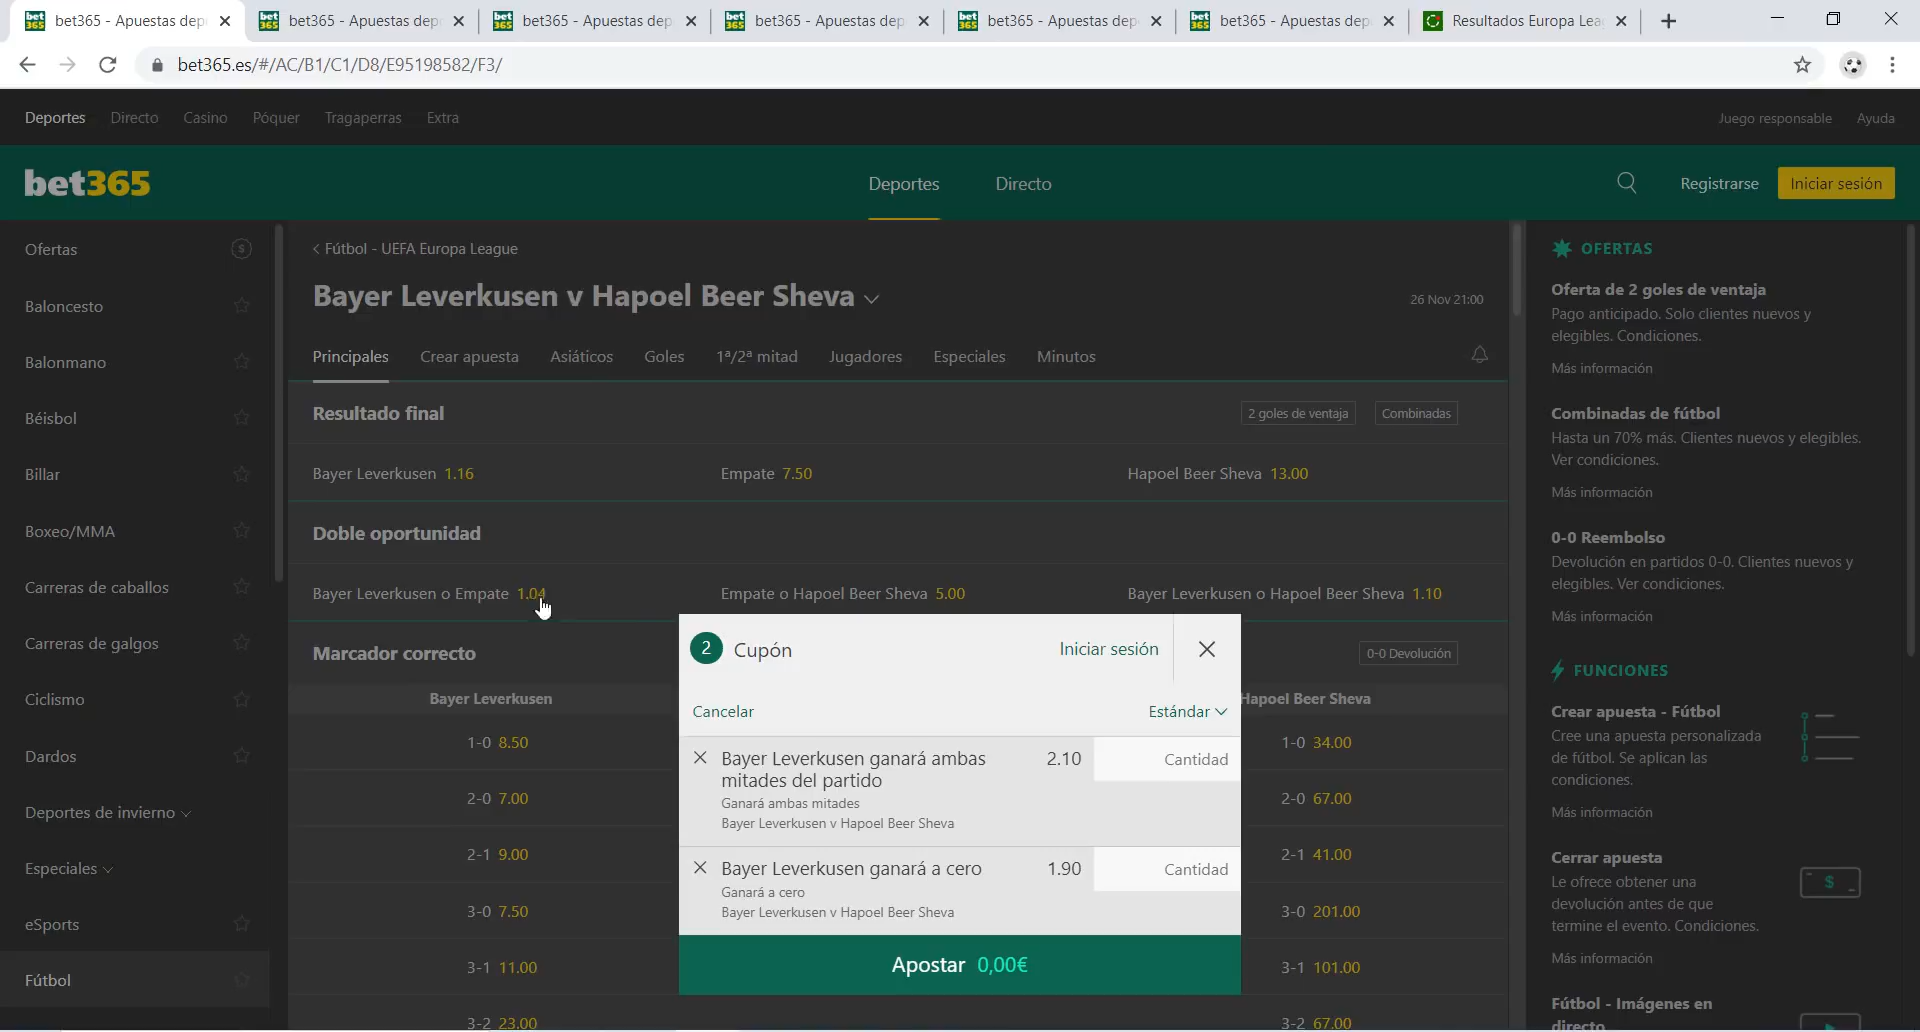 bet365 - Apuestas dep
bet365 - Apuestas dep
bet365 - Apuestas dep
bet365 - Apuestas dep
bet365 - Apuestas dep
bet365 - Apuestas dep
Resultados Europa Lea
bet365.es/#/AC/B1/C1/D8/E95198582/F3/
Deportes Directo Casino Póquer Tragaperras Extra
Juego responsable Ayuda
bet365
Deportes
Directo
Registrarse
Iniciar sesión
Ofertas
Baloncesto
Balonmano
Béisbol
Billar
Boxeo/MMA
Carreras de caballos
Carreras de galgos
Ciclismo
Dardos
Deportes de invierno
Especiales
eSports
Fútbol
< Fútbol - UEFA Europa League
Bayer Leverkusen v Hapoel Beer Sheva
26 Nov 21:00
Principales Crear apuesta Asiáticos Goles 1ª/2ª mitad Jugadores Especiales Minutos
Resultado final
2 goles de ventaja
Combinadas
Bayer Leverkusen 1.16
Empate 7.50
Hapoel Beer Sheva 13.00
Doble oportunidad
Bayer Leverkusen o Empate 1.04
Empate o Hapoel Beer Sheva 5.00
Bayer Leverkusen o Hapoel Beer Sheva 1.10
Marcador correcto
0-0 Devolución
Bayer Leverkusen
Hapoel Beer Sheva
1-0 8.50
1-0 34.00
2-0 7.00
2-0 67.00
2-1 9.00
2-1 41.00
3-0 7.50
3-0 201.00
3-1 11.00
3-1 101.00
3-2 23.00
3-2 67.00
2 Cupón
Iniciar sesión
Cancelar
Estándar
Bayer Leverkusen ganará ambas
mitades del partido
2.10
Cantidad
Ganará ambas mitades
Bayer Leverkusen v Hapoel Beer Sheva
Bayer Leverkusen ganará a cero
1.90
Cantidad
Ganará a cero
Bayer Leverkusen v Hapoel Beer Sheva
Apostar 0,00€
OFERTAS
Oferta de 2 goles de ventaja
Pago anticipado. Solo clientes nuevos y
elegibles. Condiciones.
Más información
Combinadas de fútbol
Hasta un 70% más. Clientes nuevos y elegibles.
Ver condiciones.
Más información
0-0 Reembolso
Devolución en partidos 0-0. Clientes nuevos y
elegibles. Ver condiciones.
Más información
FUNCIONES
Crear apuesta - Fútbol
Cree una apuesta personalizada
de fútbol. Se aplican las
condiciones.
Más información
Cerrar apuesta
Le ofrece obtener una
devolución antes de que
termine el evento. Condiciones.
Más información
Fútbol - Imágenes en
directo